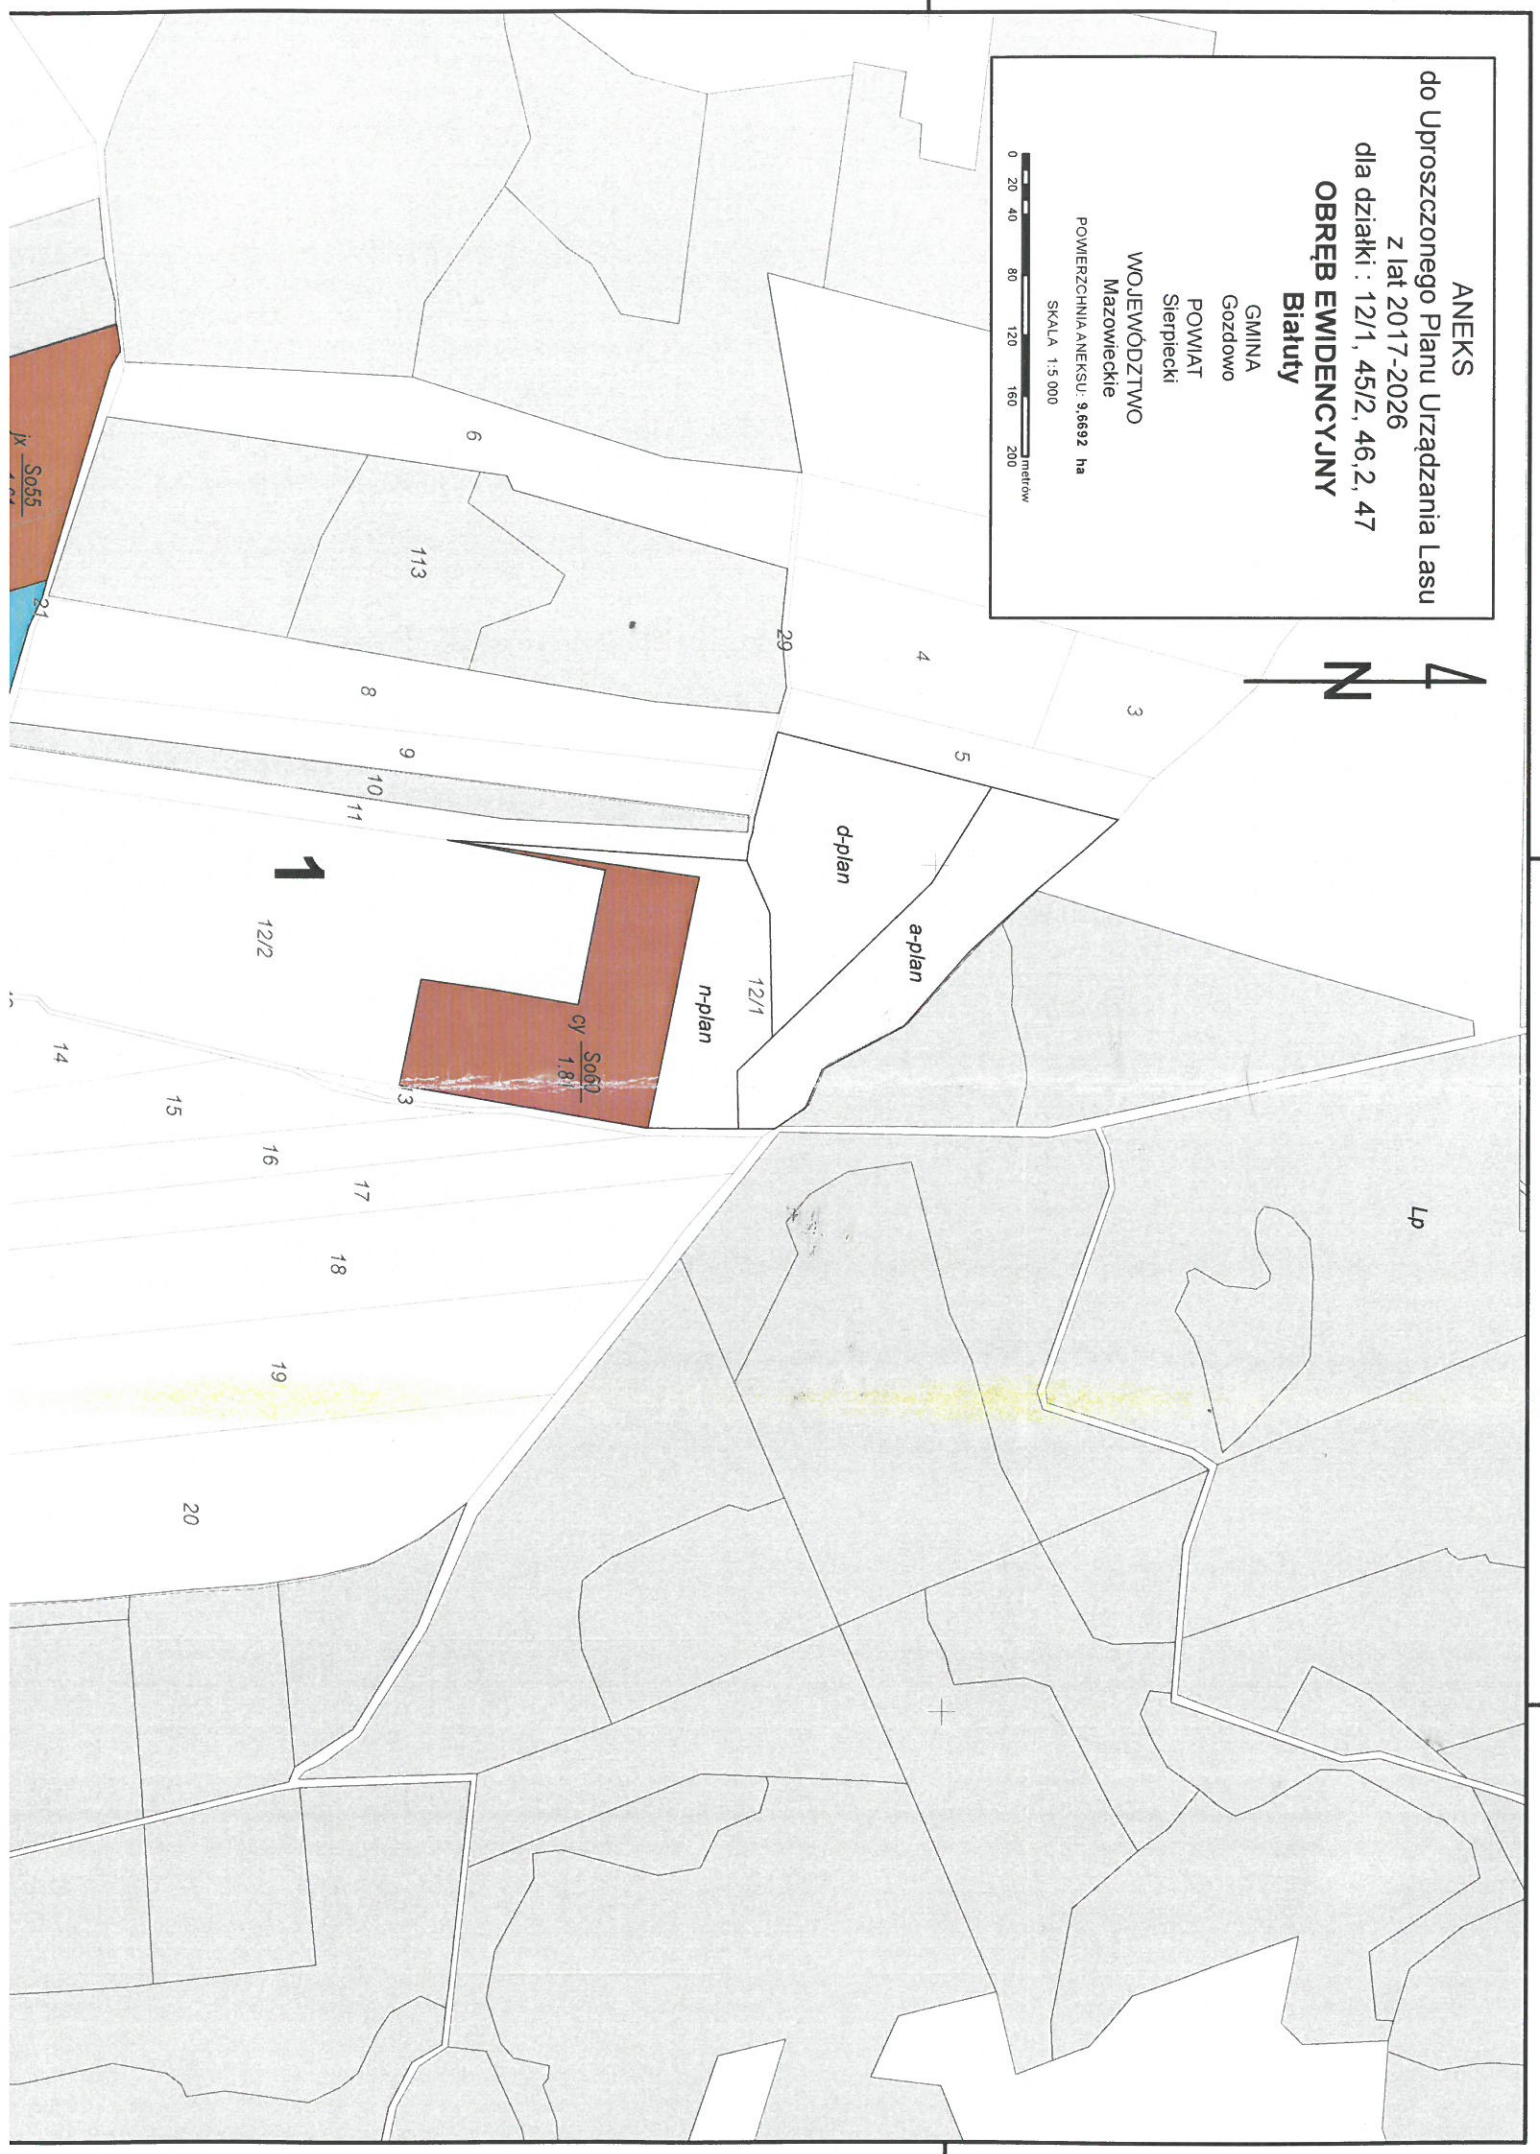 ANEKS
do Uproszczonego Planu Urządzania Lasu
z lat 2017-2026
dla działki : 12/1, 45/2, 46,2, 47
OBRĘB EWIDENCYJNY
Białuty
GMINA
Gozdowo
POWIAT
Sierpiecki
WOJEWÓDZTWO
Mazowieckie
POWIERZCHNIA ANEKSU: 9,6692 ha
SKALA 1:5 000
0 20 40 80 120 160 200 metrów
N
3
4
5
29
6
113
8
9
10
11
d-plan
a-plan
n-plan
12/1
cy So60
1.81
1
12/2
13
14
15
16
17
18
19
20
21
jx So55
Lp